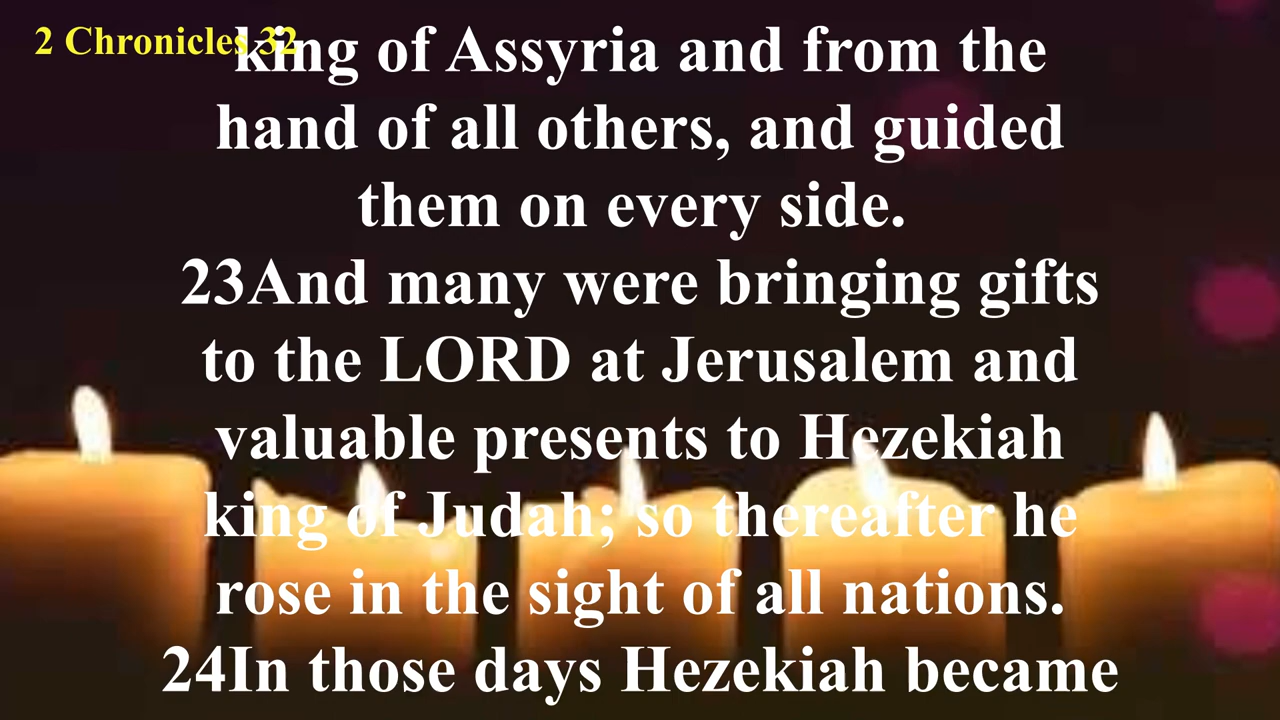 2 Chronicles 32
king of Assyria and from the
hand of all others, and guided
them on every side.
23And many were bringing gifts
to the LORD at Jerusalem and
valuable presents to Hezekiah
king of Judah; so thereafter he
rose in the sight of all nations.
24In those days Hezekiah became